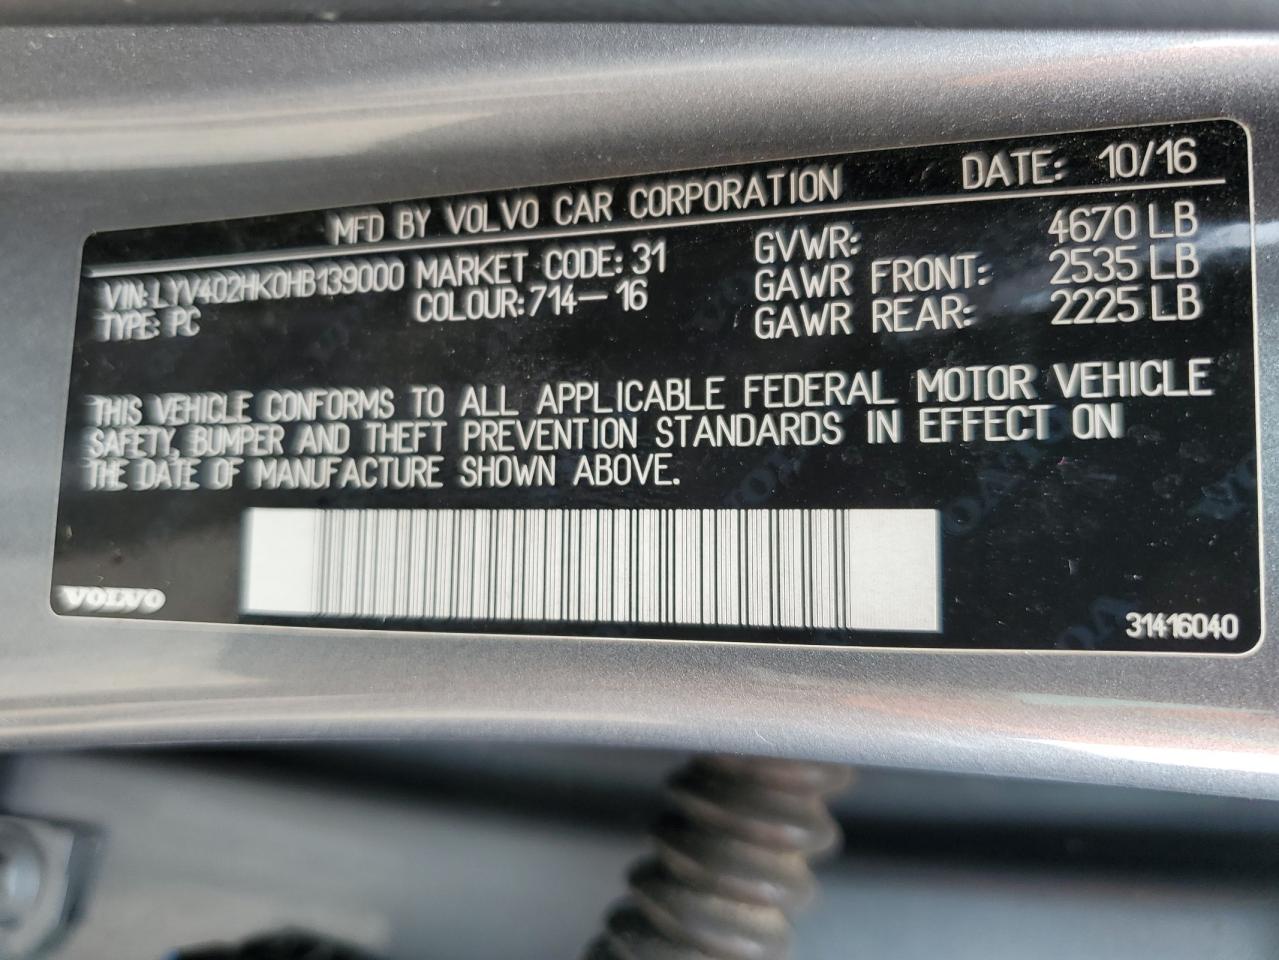 MFD BY VOLVO CAR CORPORATION DATE: 10/16
VIN: LYV402HK0HB139000 MARKET CODE: 31 GVWR: 4670 LB
TYPE: PC COLOUR: 714-16 GAWR FRONT: 2535 LB
GAWR REAR: 2225 LB
THIS VEHICLE CONFORMS TO ALL APPLICABLE FEDERAL MOTOR VEHICLE
SAFETY, BUMPER AND THEFT PREVENTION STANDARDS IN EFFECT ON
THE DATE OF MANUFACTURE SHOWN ABOVE.
VOLVO
31416040